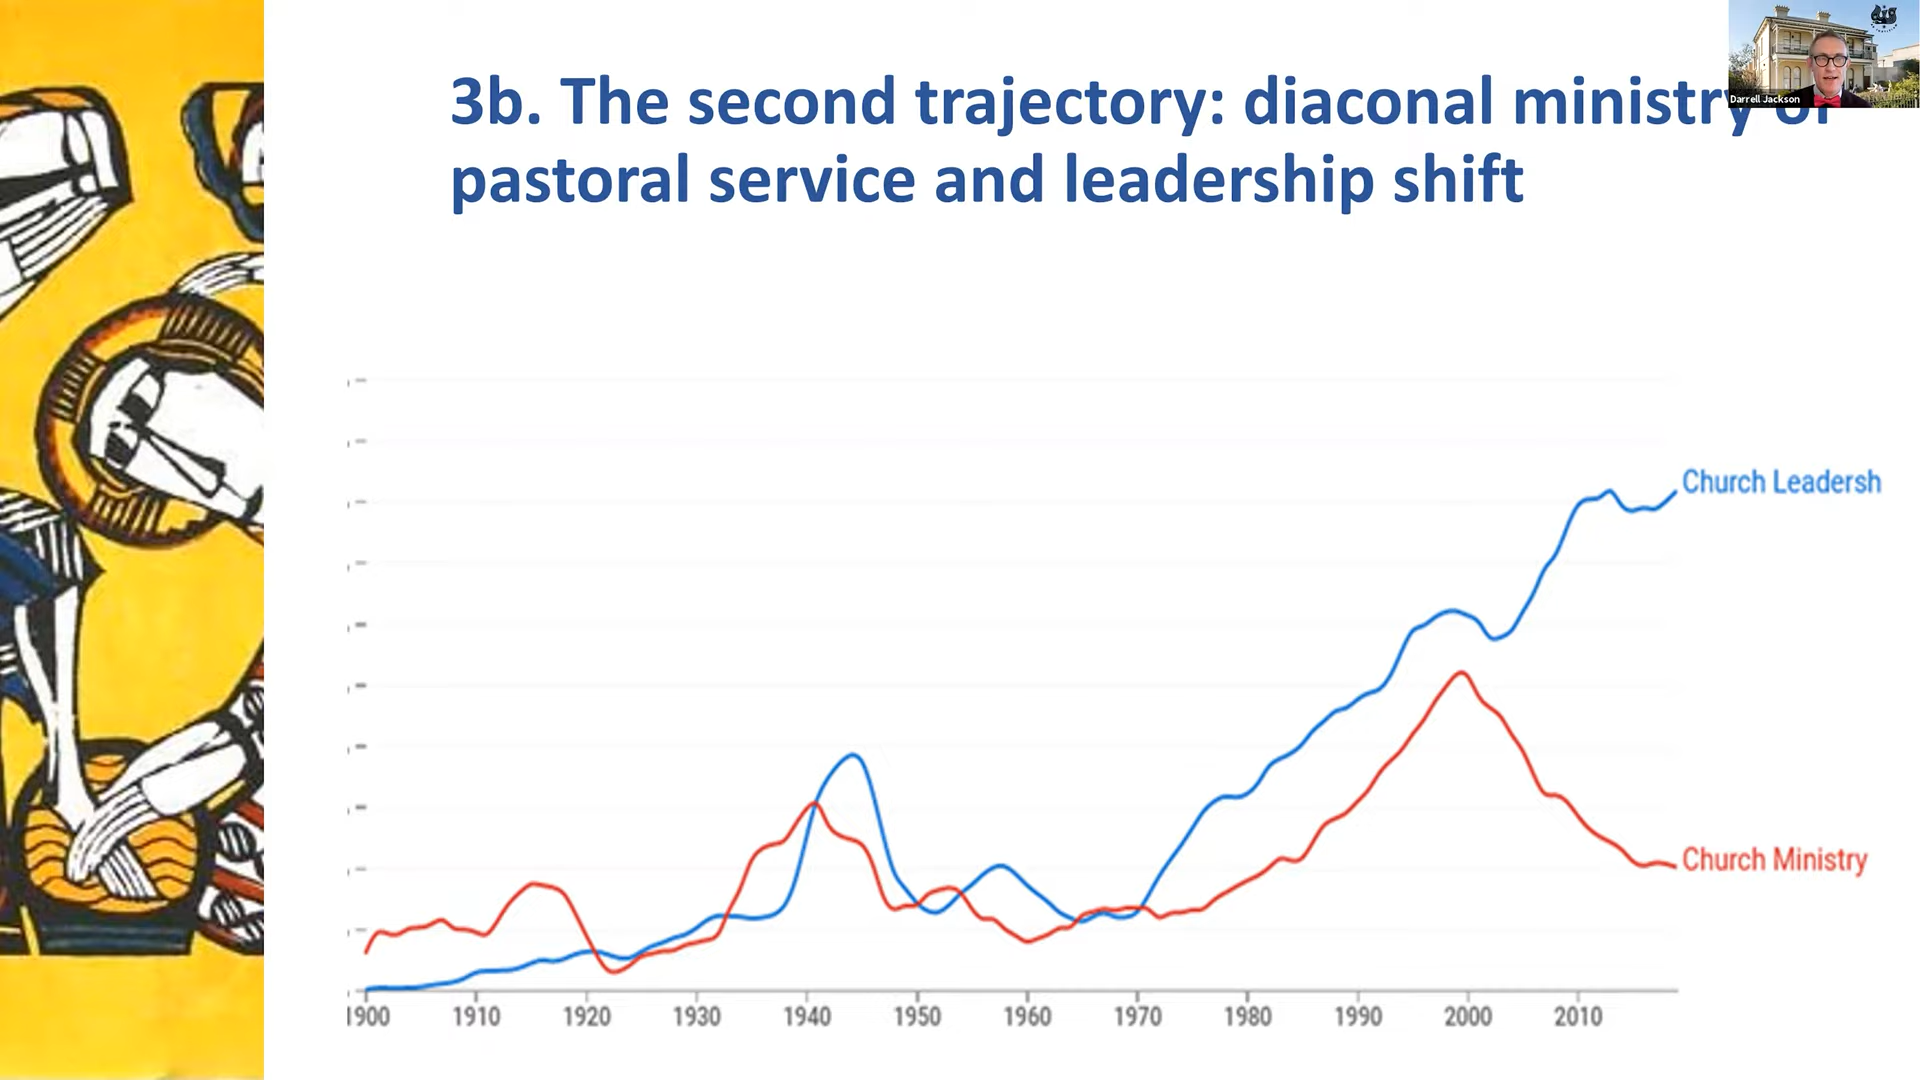 3b. The second trajectory: diaconal ministry of
pastoral service and leadership shift
Darrell Jackson
Church Leadersh
Church Ministry
1900 1910 1920 1930 1940 1950 1960 1970 1980 1990 2000 2010